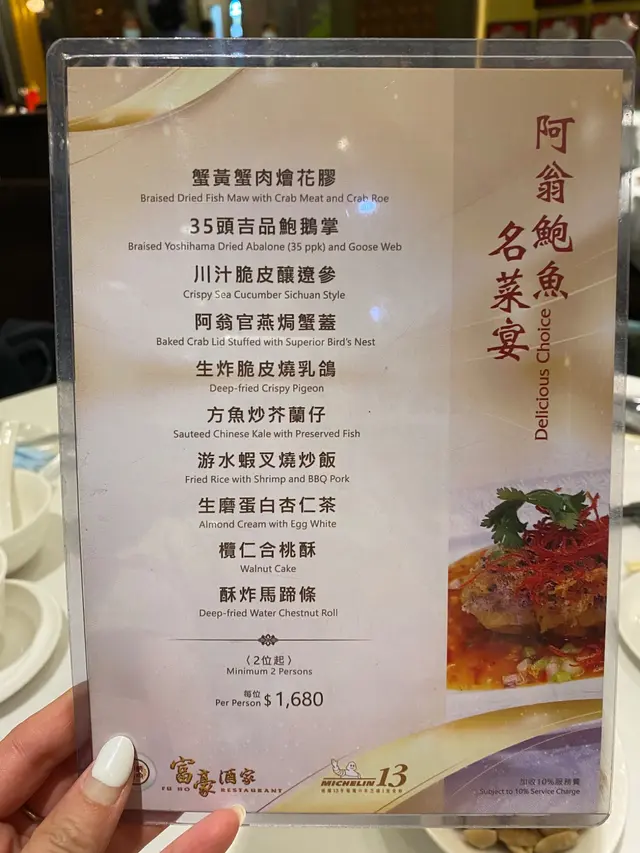 阿翁鮑魚
名菜宴
Delicious Choice
蟹黃蟹肉燴花膠
Braised Dried Fish Maw with Crab Meat and Crab Roe
35頭吉品鮑鵝掌
Braised Yoshihama Dried Abalone (35 ppk) and Goose Web
川汁脆皮釀遼參
Crispy Sea Cucumber Sichuan Style
阿翁官燕焗蟹蓋
Baked Crab Lid Stuffed with Superior Bird's Nest
生炸脆皮燒乳鴿
Deep-fried Crispy Pigeon
方魚炒芥蘭仔
Sauteed Chinese Kale with Preserved Fish
游水蝦叉燒炒飯
Fried Rice with Shrimp and BBQ Pork
生磨蛋白杏仁茶
Almond Cream with Egg White
欖仁合桃酥
Walnut Cake
酥炸馬蹄條
Deep-fried Water Chestnut Roll
〈2位起〉
Minimum 2 Persons
每位
Per Person $1,680
富豪酒家
FU HO RESTAURANT
MICHELIN 13
加收10%服務費
Subject to 10% Service Charge